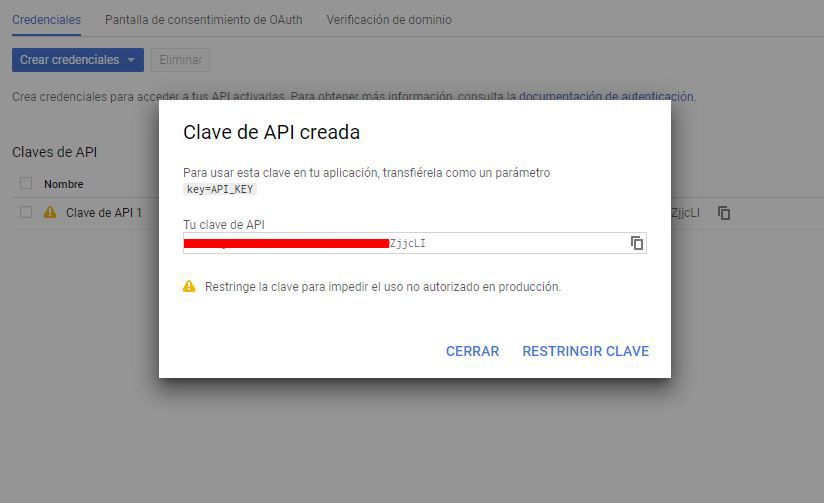 Credenciales Pantalla de consentimiento de OAuth Verificación de dominio
Crear credenciales Eliminar
Crea credenciales para acceder a tus API activadas. Para obtener más información, consulta la documentación de autenticación.
Clave de API creada
Claves de API
Para usar esta clave en tu aplicación, transfiérela como un parámetro
key=API_KEY
Nombre
Clave de API 1
ZjjcLI
Tu clave de API
ZjjcLI
Restringe la clave para impedir el uso no autorizado en producción.
CERRAR RESTRINGIR CLAVE